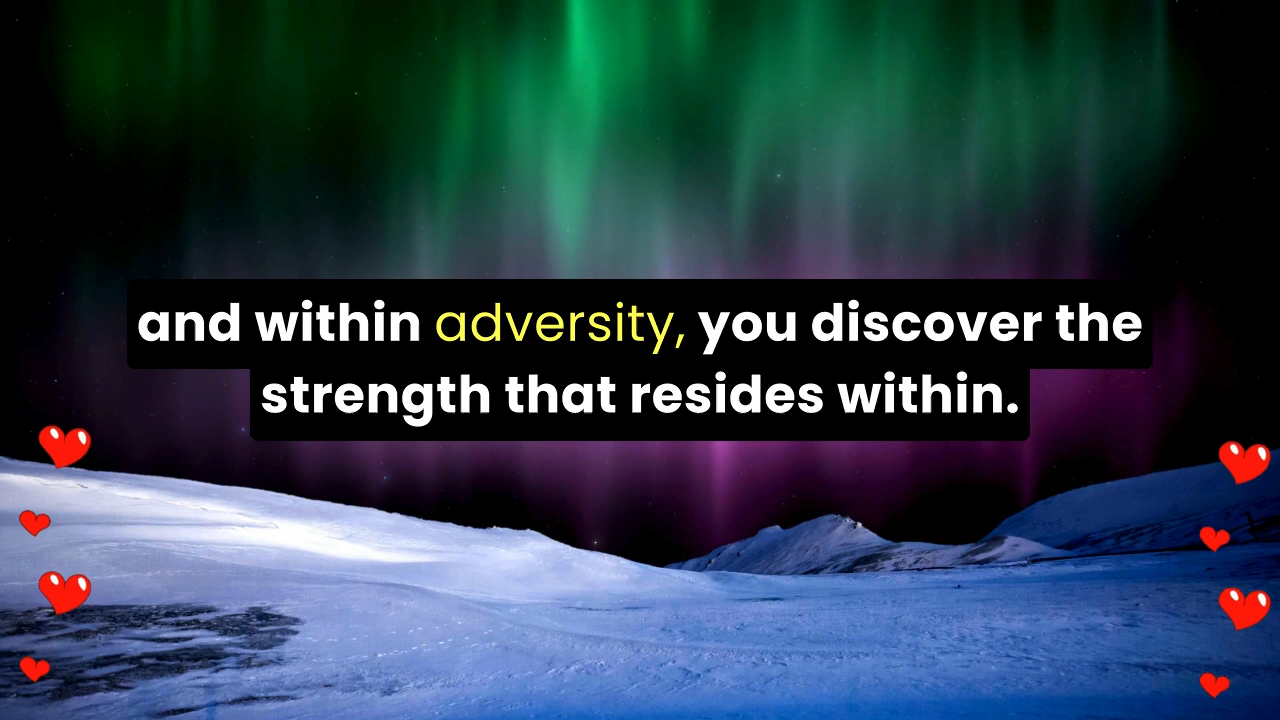 and within adversity, you discover the
strength that resides within.